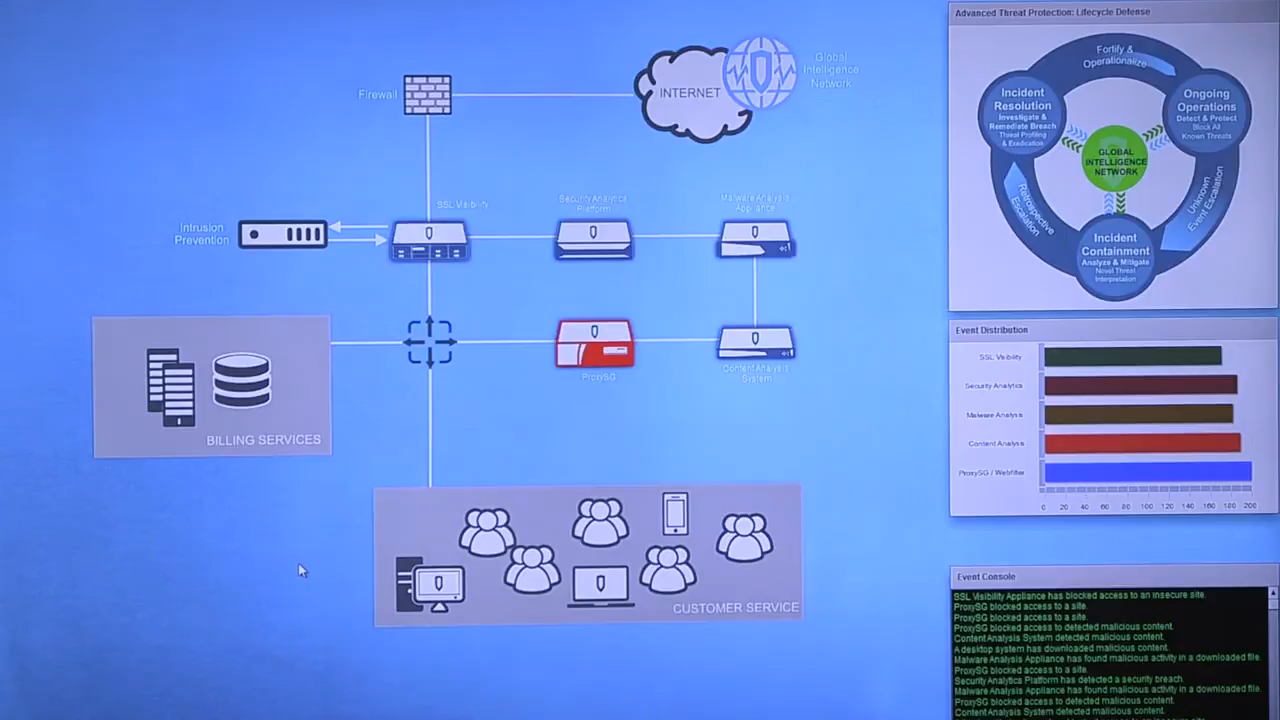 Firewall
INTERNET
Global
Intelligence
Network
SSL Visibility
Security Analytics
Platform
Malware Analysis
Appliance
Intrusion
Prevention
ProxySG
Content Analysis
System
BILLING SERVICES
CUSTOMER SERVICE
Advanced Threat Protection: Lifecycle Defense
Fortify &
Operationalize
Incident
Resolution
Investigate &
Remediate Breach
Threat Profiling
& Eradication
Ongoing
Operations
Detect & Protect
Block All
Known Threats
GLOBAL
INTELLIGENCE
NETWORK
Retrospective
Escalation
Unknown
Event Escalation
Incident
Containment
Analyze & Mitigate
Novel Threat
Interpretation
Event Distribution
SSL Visibility
Security Analytics
Malware Analysis
Content Analysis
ProxySG / Webfilter
0 20 40 60 80 100 120 140 160 180 200
Event Console
SSL Visibility Appliance has blocked access to an insecure site.
ProxySG blocked access to a site.
ProxySG blocked access to a site.
ProxySG blocked access to detected malicious content.
Content Analysis System detected malicious content.
A desktop system has downloaded malicious content.
Malware Analysis Appliance has found malicious activity in a downloaded file.
ProxySG blocked access to a site.
Security Analytics Platform has detected a security breach.
Malware Analysis Appliance has found malicious activity in a downloaded file.
ProxySG blocked access to detected malicious content.
Content Analysis System detected malicious content.